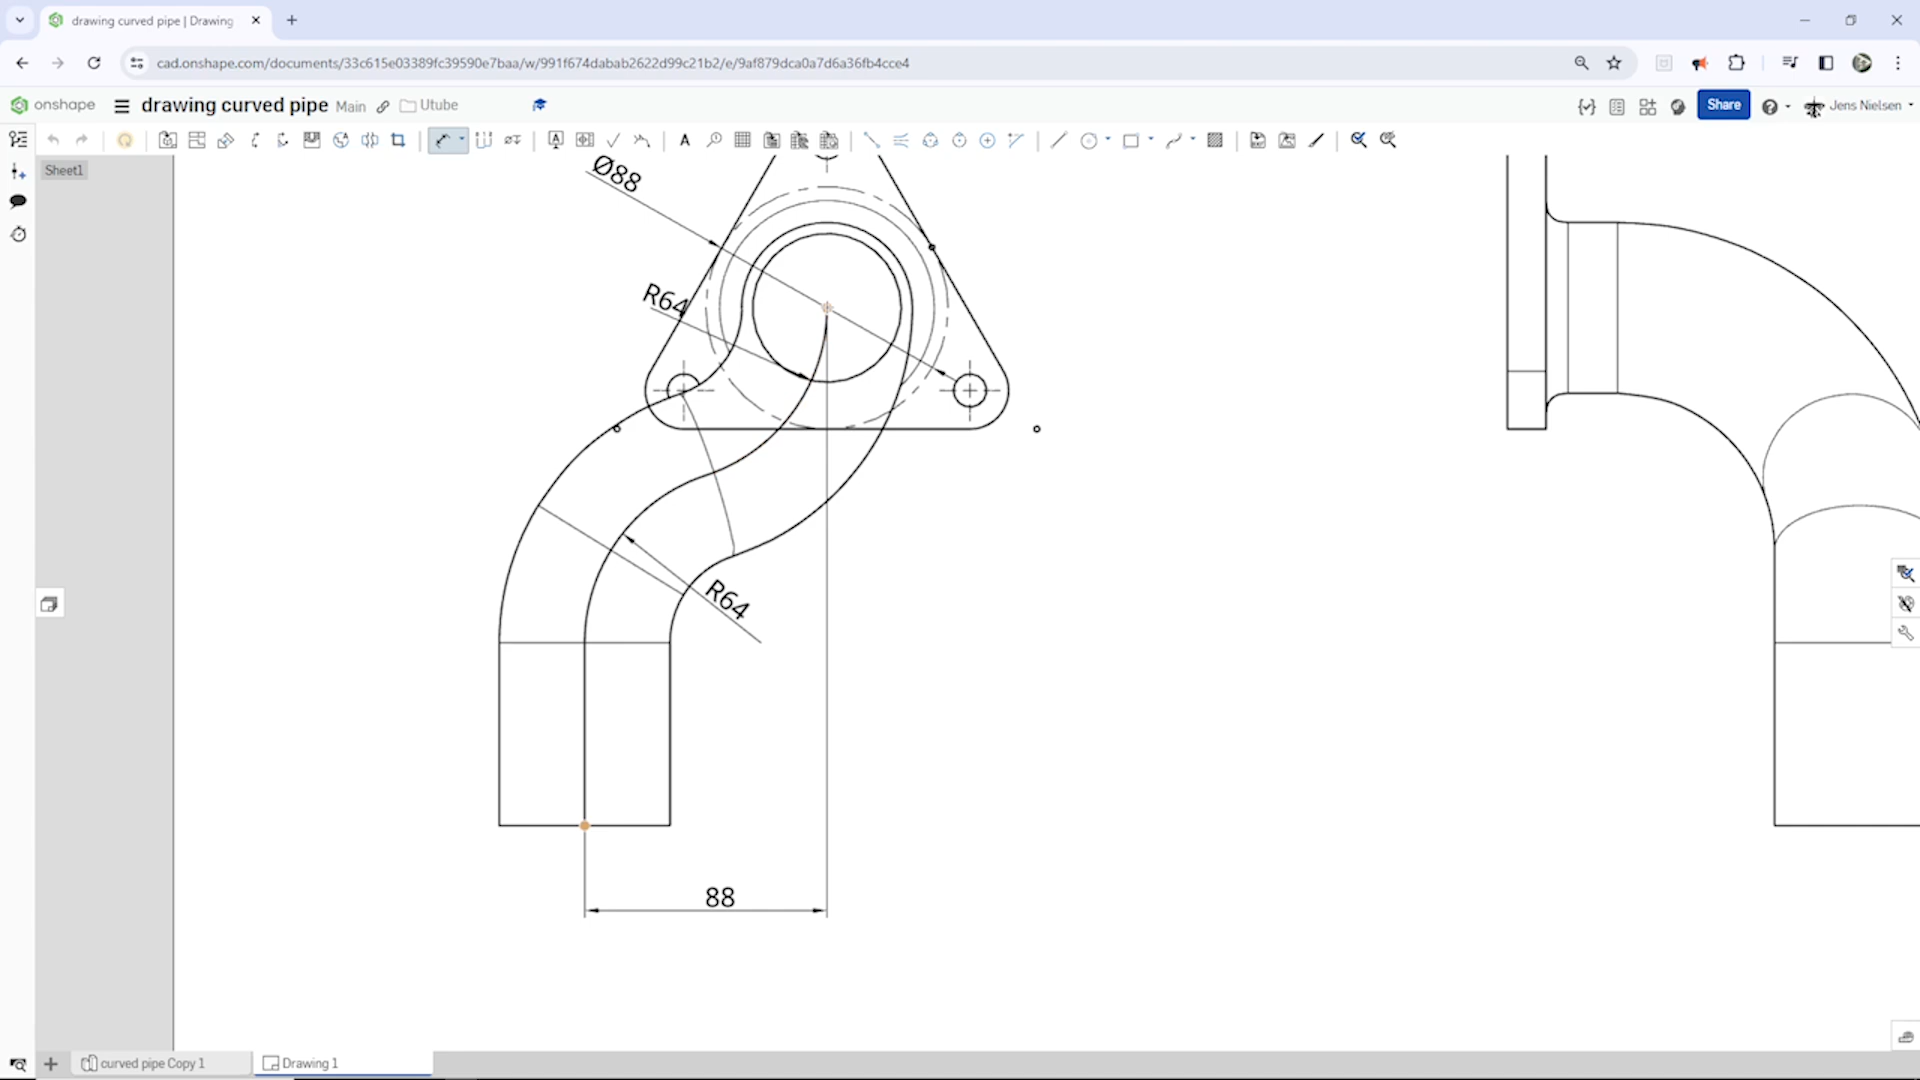 drawing curved pipe | Drawing
cad.onshape.com/documents/33c615e03389fc39590e7baa/w/991f674dabab2622d99c21b2/e/9af879dca0a7d6a36fb4cce4
onshape drawing curved pipe Main Utube Share Jens Nielsen
Sheet1
Ø88
R64
R64
88
curved pipe Copy 1 Drawing 1